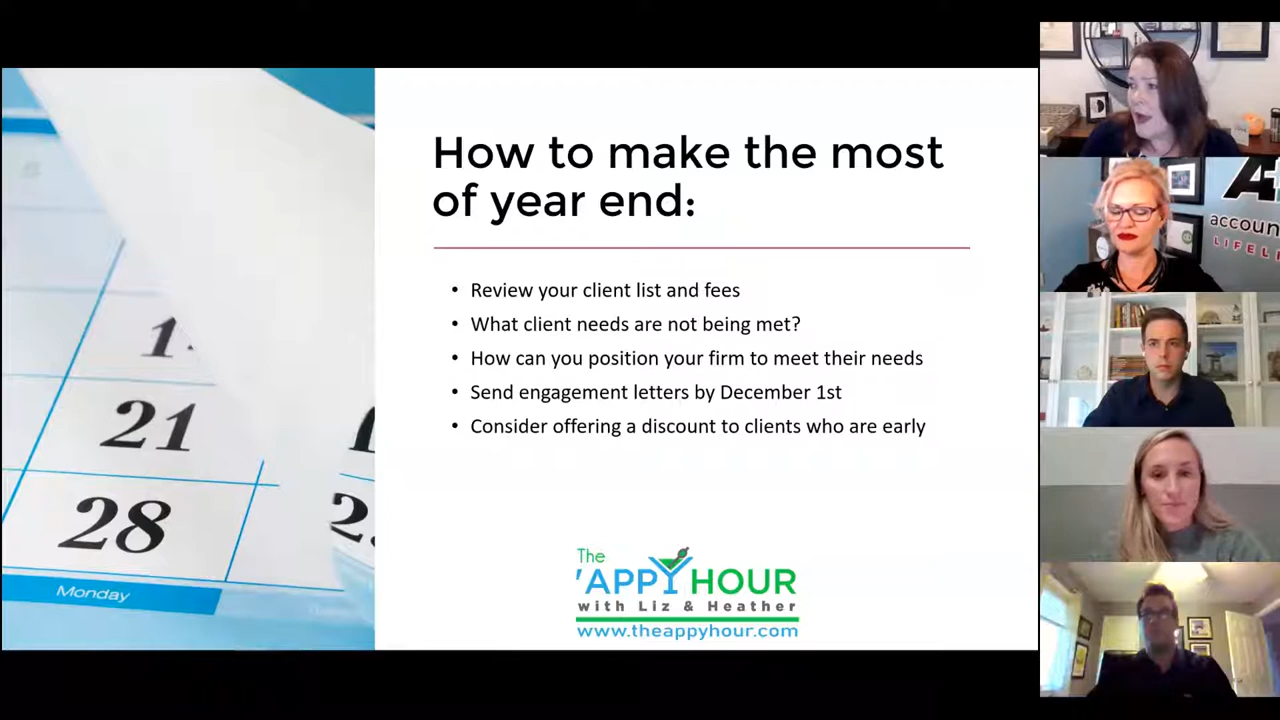 How to make the most
of year end:
• Review your client list and fees
• What client needs are not being met?
• How can you position your firm to meet their needs
• Send engagement letters by December 1st
• Consider offering a discount to clients who are early
The
'APPY HOUR
with Liz & Heather
www.theappyhour.com
21
28
Monday